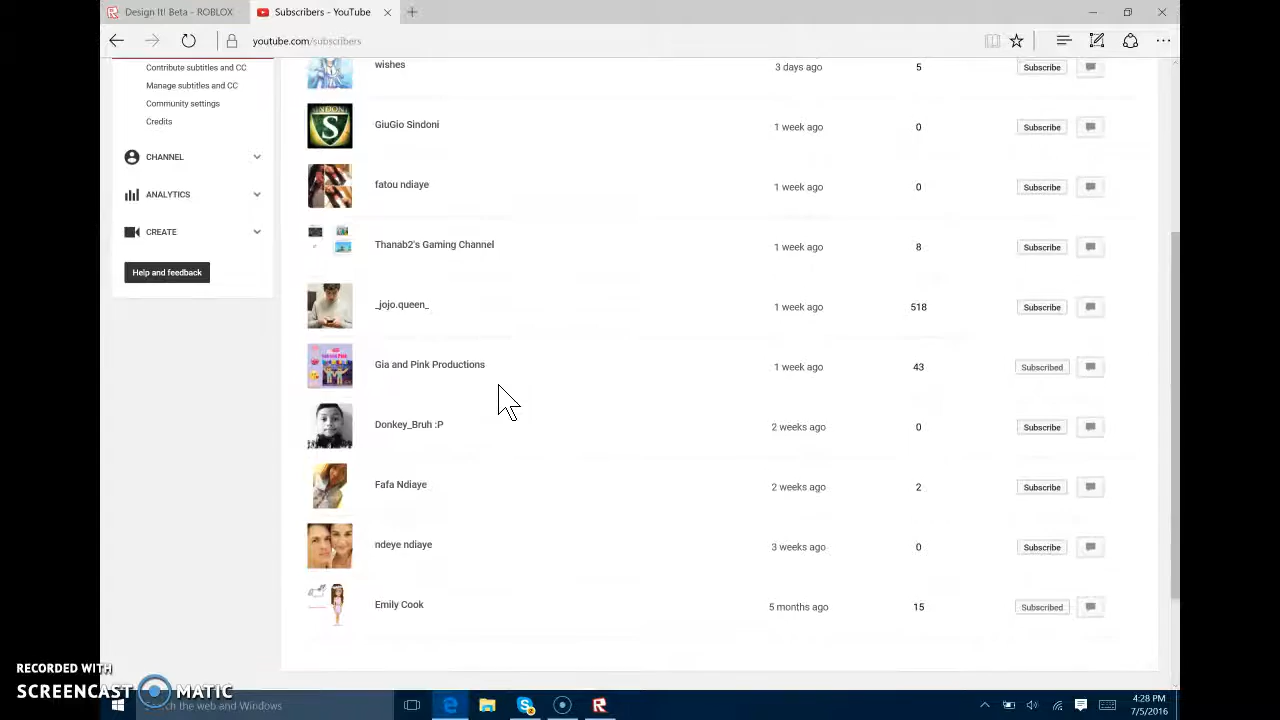 Design It! Beta - ROBLOX
Subscribers - YouTube
youtube.com/subscribers
Contribute subtitles and CC
Manage subtitles and CC
Community settings
Credits
CHANNEL
ANALYTICS
CREATE
Help and feedback
wishes 3 days ago 5 Subscribe
GiuGio Sindoni 1 week ago 0 Subscribe
fatou ndiaye 1 week ago 0 Subscribe
Thanab2's Gaming Channel 1 week ago 8 Subscribe
_jojo.queen_ 1 week ago 518 Subscribe
Gia and Pink Productions 1 week ago 43 Subscribed
Donkey_Bruh :P 2 weeks ago 0 Subscribe
Fafa Ndiaye 2 weeks ago 2 Subscribe
ndeye ndiaye 3 weeks ago 0 Subscribe
Emily Cook 5 months ago 15 Subscribed
RECORDED WITH
SCREENCAST MATIC
the web and Windows
4:28 PM
7/5/2016